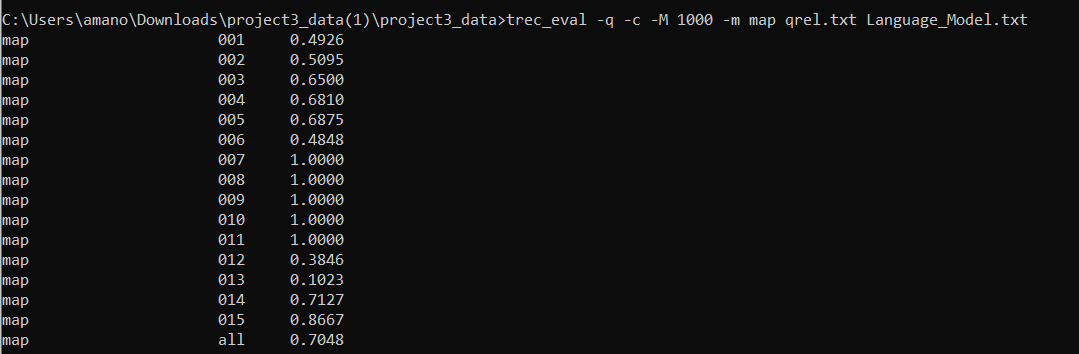 C:\Users\amano\Downloads\project3_data(1)\project3_data>trec_eval -q -c -M 1000 -m map qrel.txt Language_Model.txt
map 001 0.4926
map 002 0.5095
map 003 0.6500
map 004 0.6810
map 005 0.6875
map 006 0.4848
map 007 1.0000
map 008 1.0000
map 009 1.0000
map 010 1.0000
map 011 1.0000
map 012 0.3846
map 013 0.1023
map 014 0.7127
map 015 0.8667
map all 0.7048